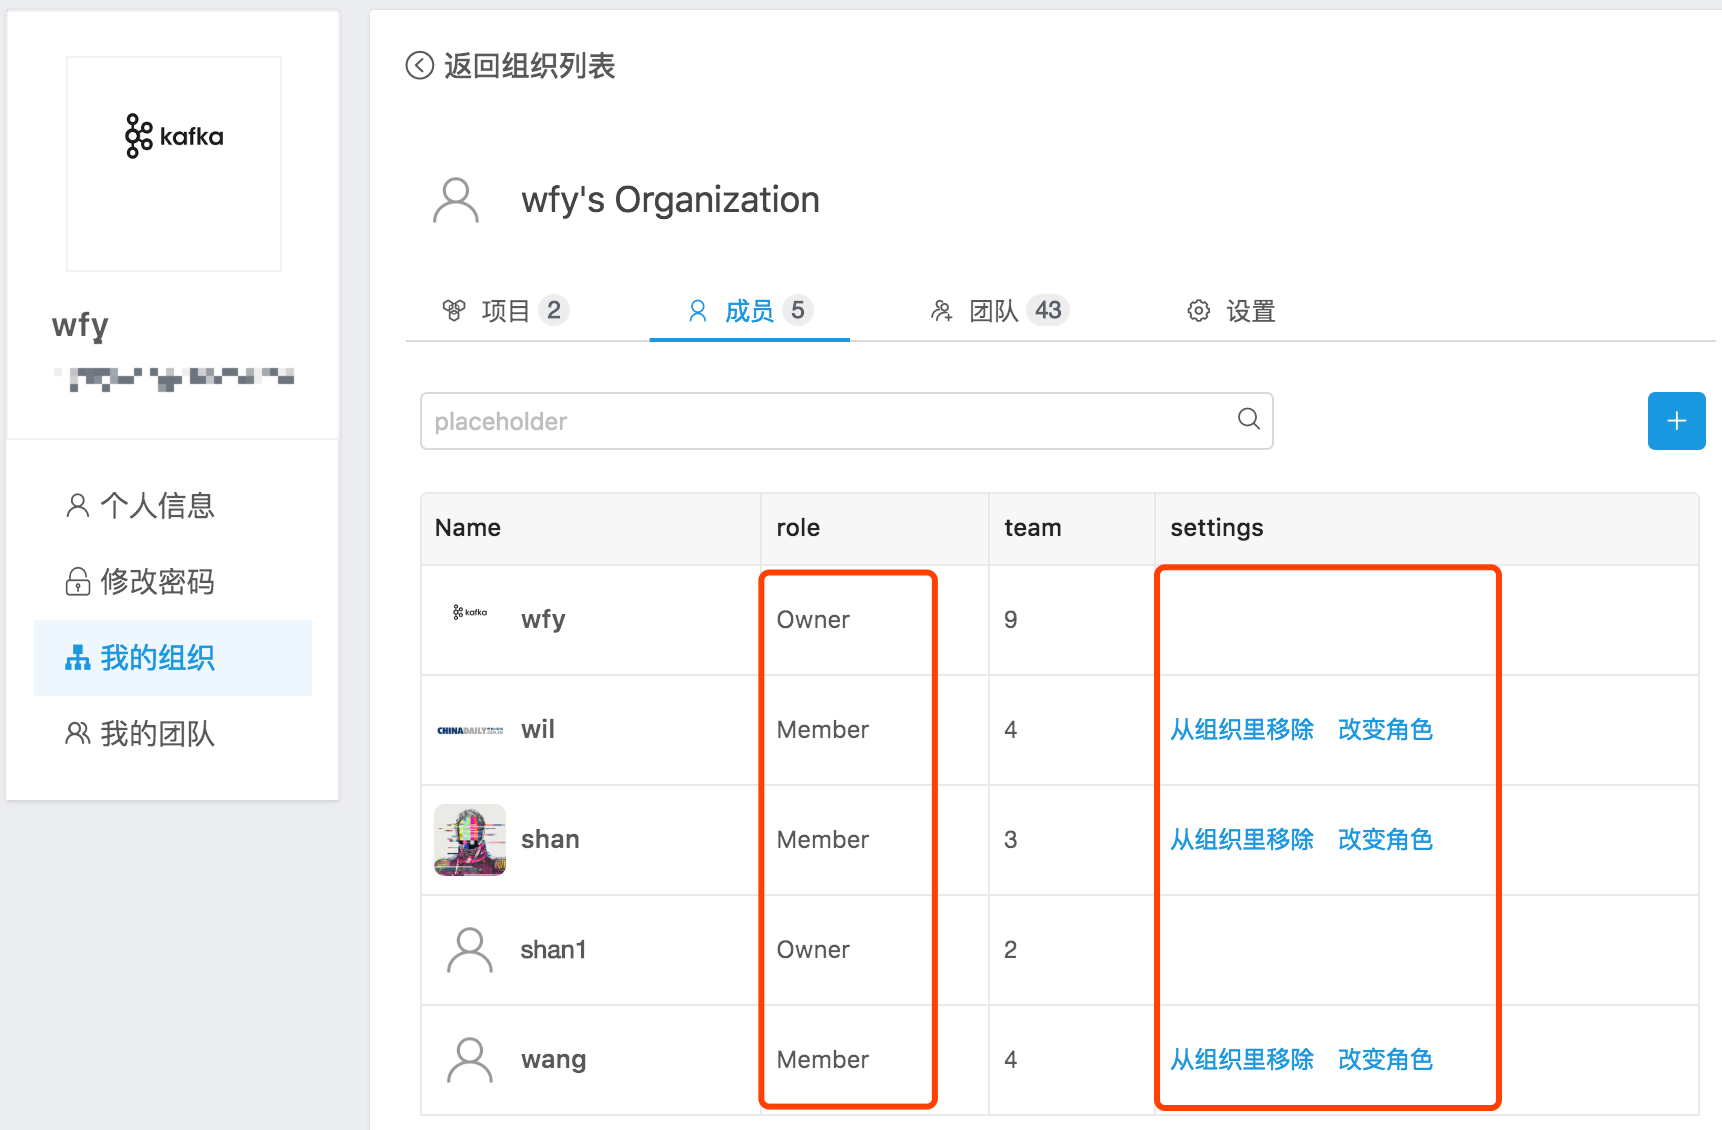 kafka
wfy
个人信息
修改密码
我的组织
我的团队
返回组织列表
wfy's Organization
项目 2
成员 5
团队 43
设置
placeholder
Name role team settings
kafka wfy Owner 9
CHINADAILY wil Member 4 从组织里移除 改变角色
shan Member 3 从组织里移除 改变角色
shan1 Owner 2
wang Member 4 从组织里移除 改变角色